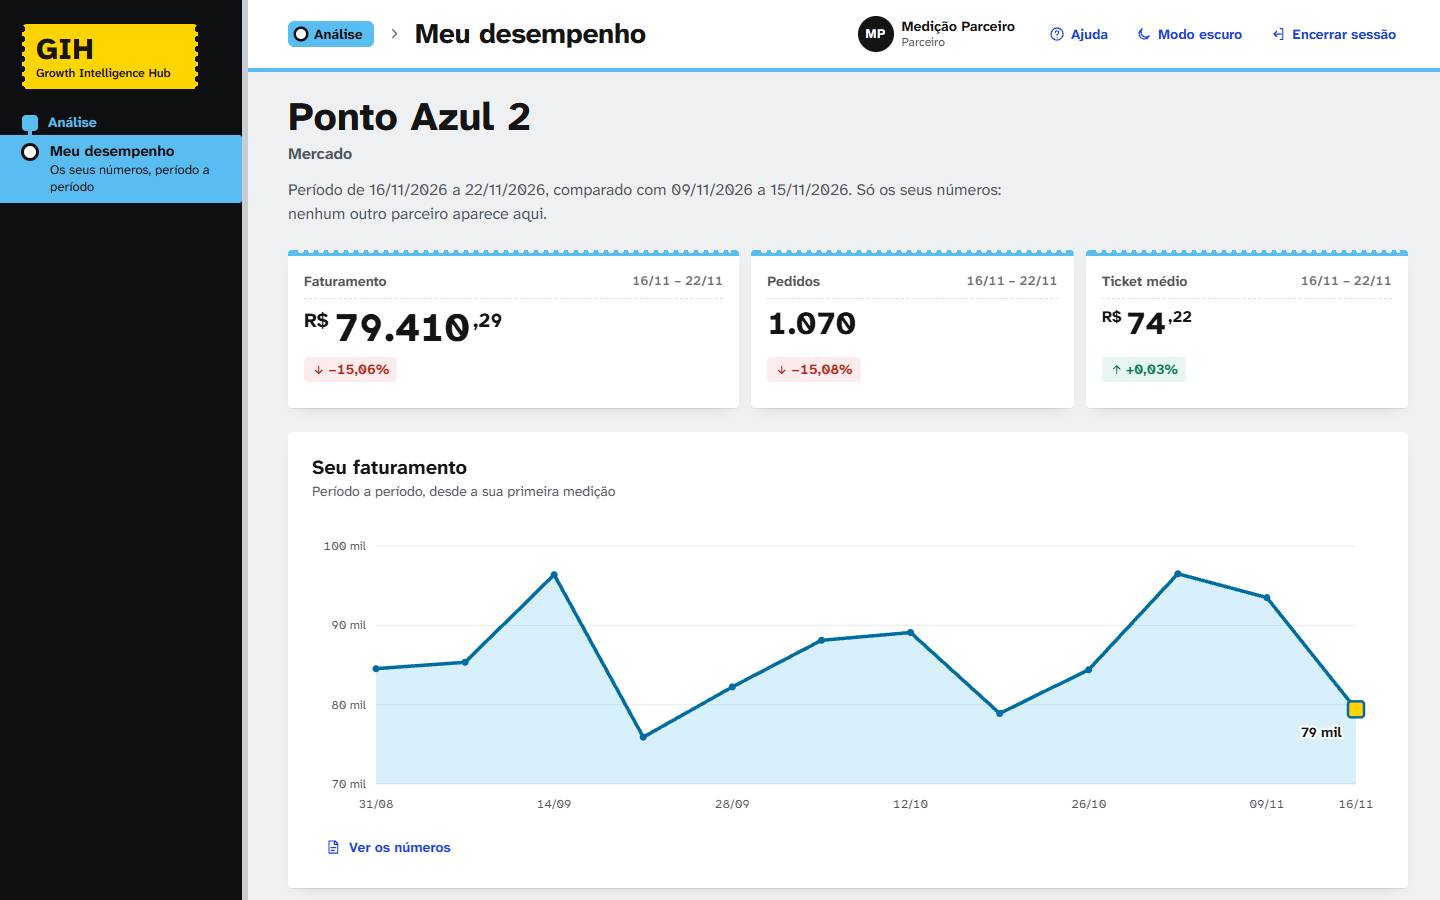 GIH
Growth Intelligence Hub
Análise
Meu desempenho
Os seus números, período a
período
Análise
Meu desempenho
MP
Medição Parceiro
Parceiro
Ajuda
Modo escuro
Encerrar sessão
Ponto Azul 2
Mercado
Período de 16/11/2026 a 22/11/2026, comparado com 09/11/2026 a 15/11/2026. Só os seus números:
nenhum outro parceiro aparece aqui.
Faturamento
16/11 – 22/11
R$ 79.410,29
−15,06%
Pedidos
16/11 – 22/11
1.070
−15,08%
Ticket médio
16/11 – 22/11
R$ 74,22
+0,03%
Seu faturamento
Período a período, desde a sua primeira medição
100 mil
90 mil
80 mil
70 mil
79 mil
31/08
14/09
28/09
12/10
26/10
09/11
16/11
Ver os números